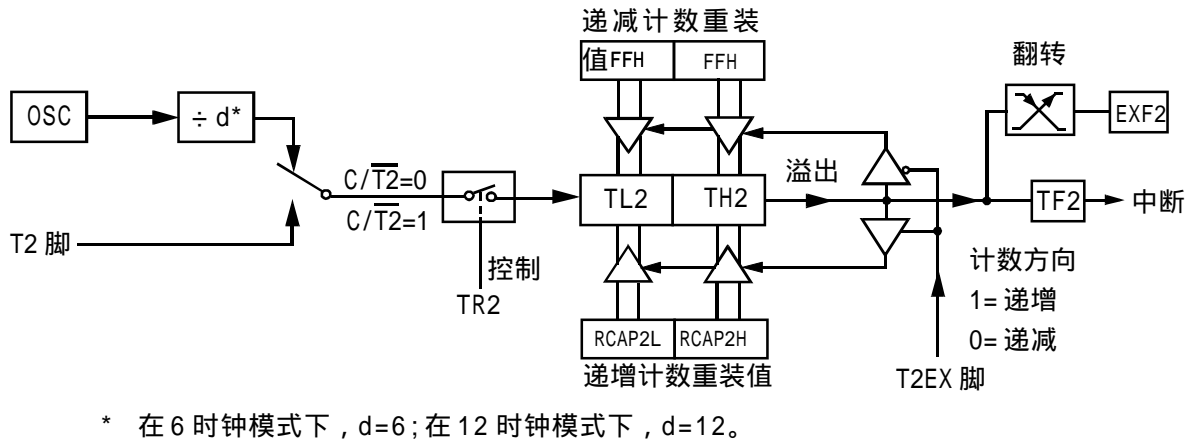 递减计数重装
值FFH FFH
翻转
OSC
÷ d*
EXF2
C/T2=0
溢出
TL2 TH2
TF2
中断
C/T2=1
T2 脚
控制
计数方向
TR2
1= 递增
RCAP2L RCAP2H
0= 递减
递增计数重装值
T2EX 脚
* 在 6 时钟模式下，d=6；在 12 时钟模式下，d=12。